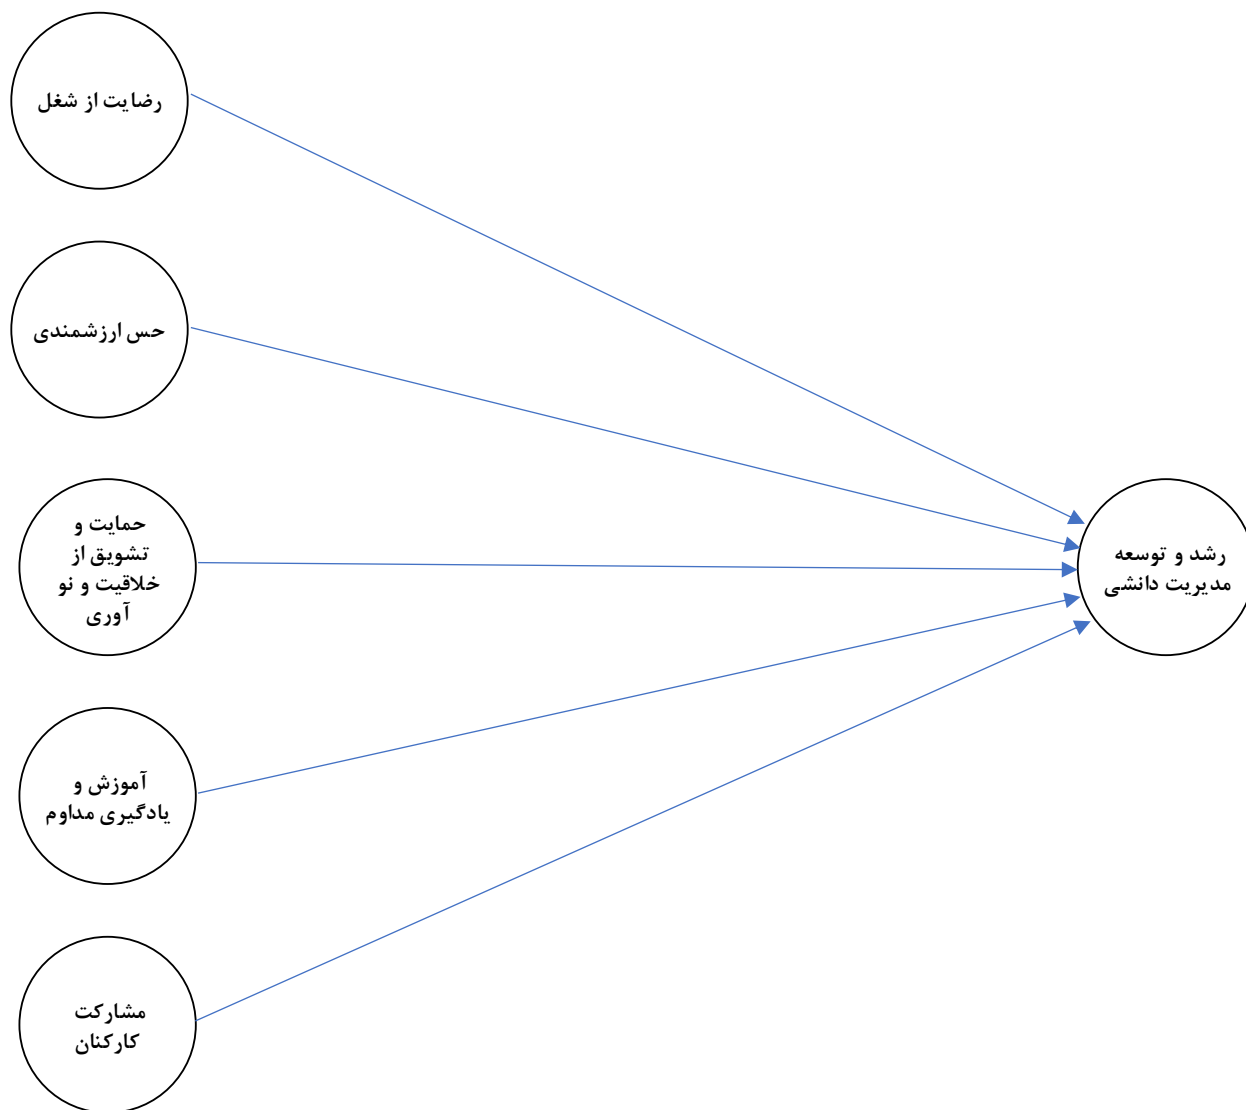 رضایت از شغل
حس ارزشمندی
حمایت و
تشویق از
خلاقیت و نو
آوری
آموزش و
یادگیری مداوم
مشارکت
کارکنان
رشد و توسعه
مدیریت دانشی